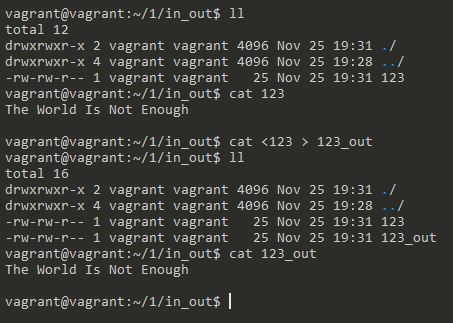 vagrant@vagrant:~/1/in_out$ ll
total 12
drwxrwxr-x 2 vagrant vagrant 4096 Nov 25 19:31 ./
drwxrwxr-x 4 vagrant vagrant 4096 Nov 25 19:28 ../
-rw-rw-r-- 1 vagrant vagrant   25 Nov 25 19:31 123
vagrant@vagrant:~/1/in_out$ cat 123
The World Is Not Enough

vagrant@vagrant:~/1/in_out$ cat <123 > 123_out
vagrant@vagrant:~/1/in_out$ ll
total 16
drwxrwxr-x 2 vagrant vagrant 4096 Nov 25 19:31 ./
drwxrwxr-x 4 vagrant vagrant 4096 Nov 25 19:28 ../
-rw-rw-r-- 1 vagrant vagrant   25 Nov 25 19:31 123
-rw-rw-r-- 1 vagrant vagrant   25 Nov 25 19:31 123_out
vagrant@vagrant:~/1/in_out$ cat 123_out
The World Is Not Enough

vagrant@vagrant:~/1/in_out$